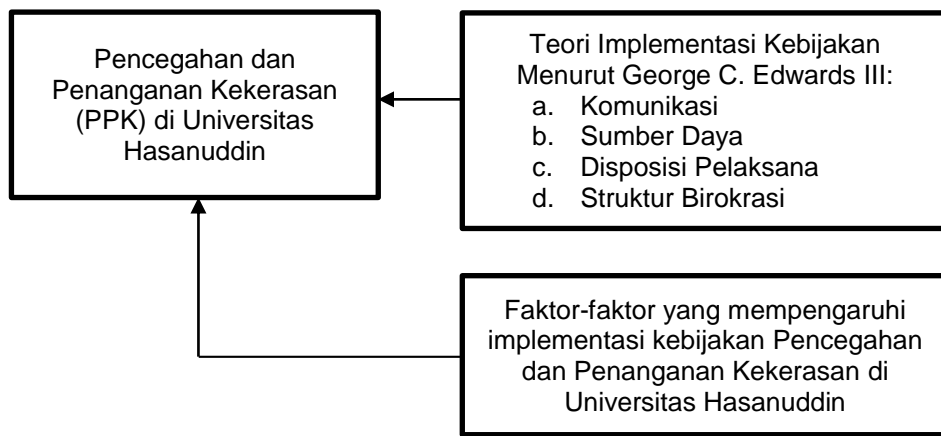 Pencegahan dan
Penanganan Kekerasan
(PPK) di Universitas
Hasanuddin
Teori Implementasi Kebijakan
Menurut George C. Edwards III:
a. Komunikasi
b. Sumber Daya
c. Disposisi Pelaksana
d. Struktur Birokrasi
Faktor-faktor yang mempengaruhi
implementasi kebijakan Pencegahan
dan Penanganan Kekerasan di
Universitas Hasanuddin